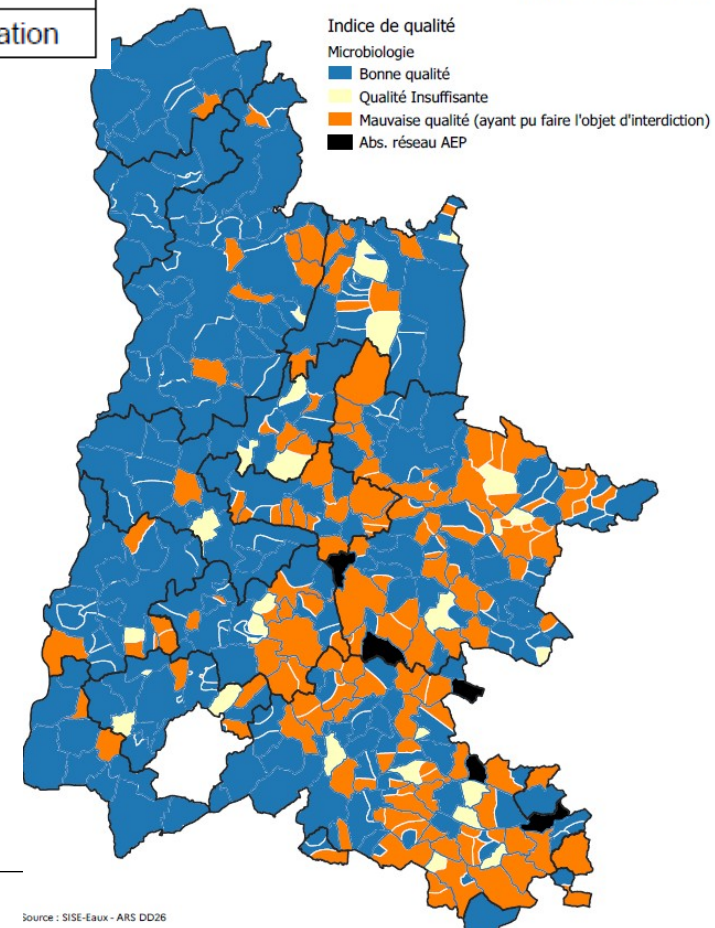 ation
Indice de qualité
Microbiologie
Bonne qualité
Qualité Insuffisante
Mauvaise qualité (ayant pu faire l'objet d'interdiction)
Abs. réseau AEP
Source : SISE-Eaux - ARS DD26